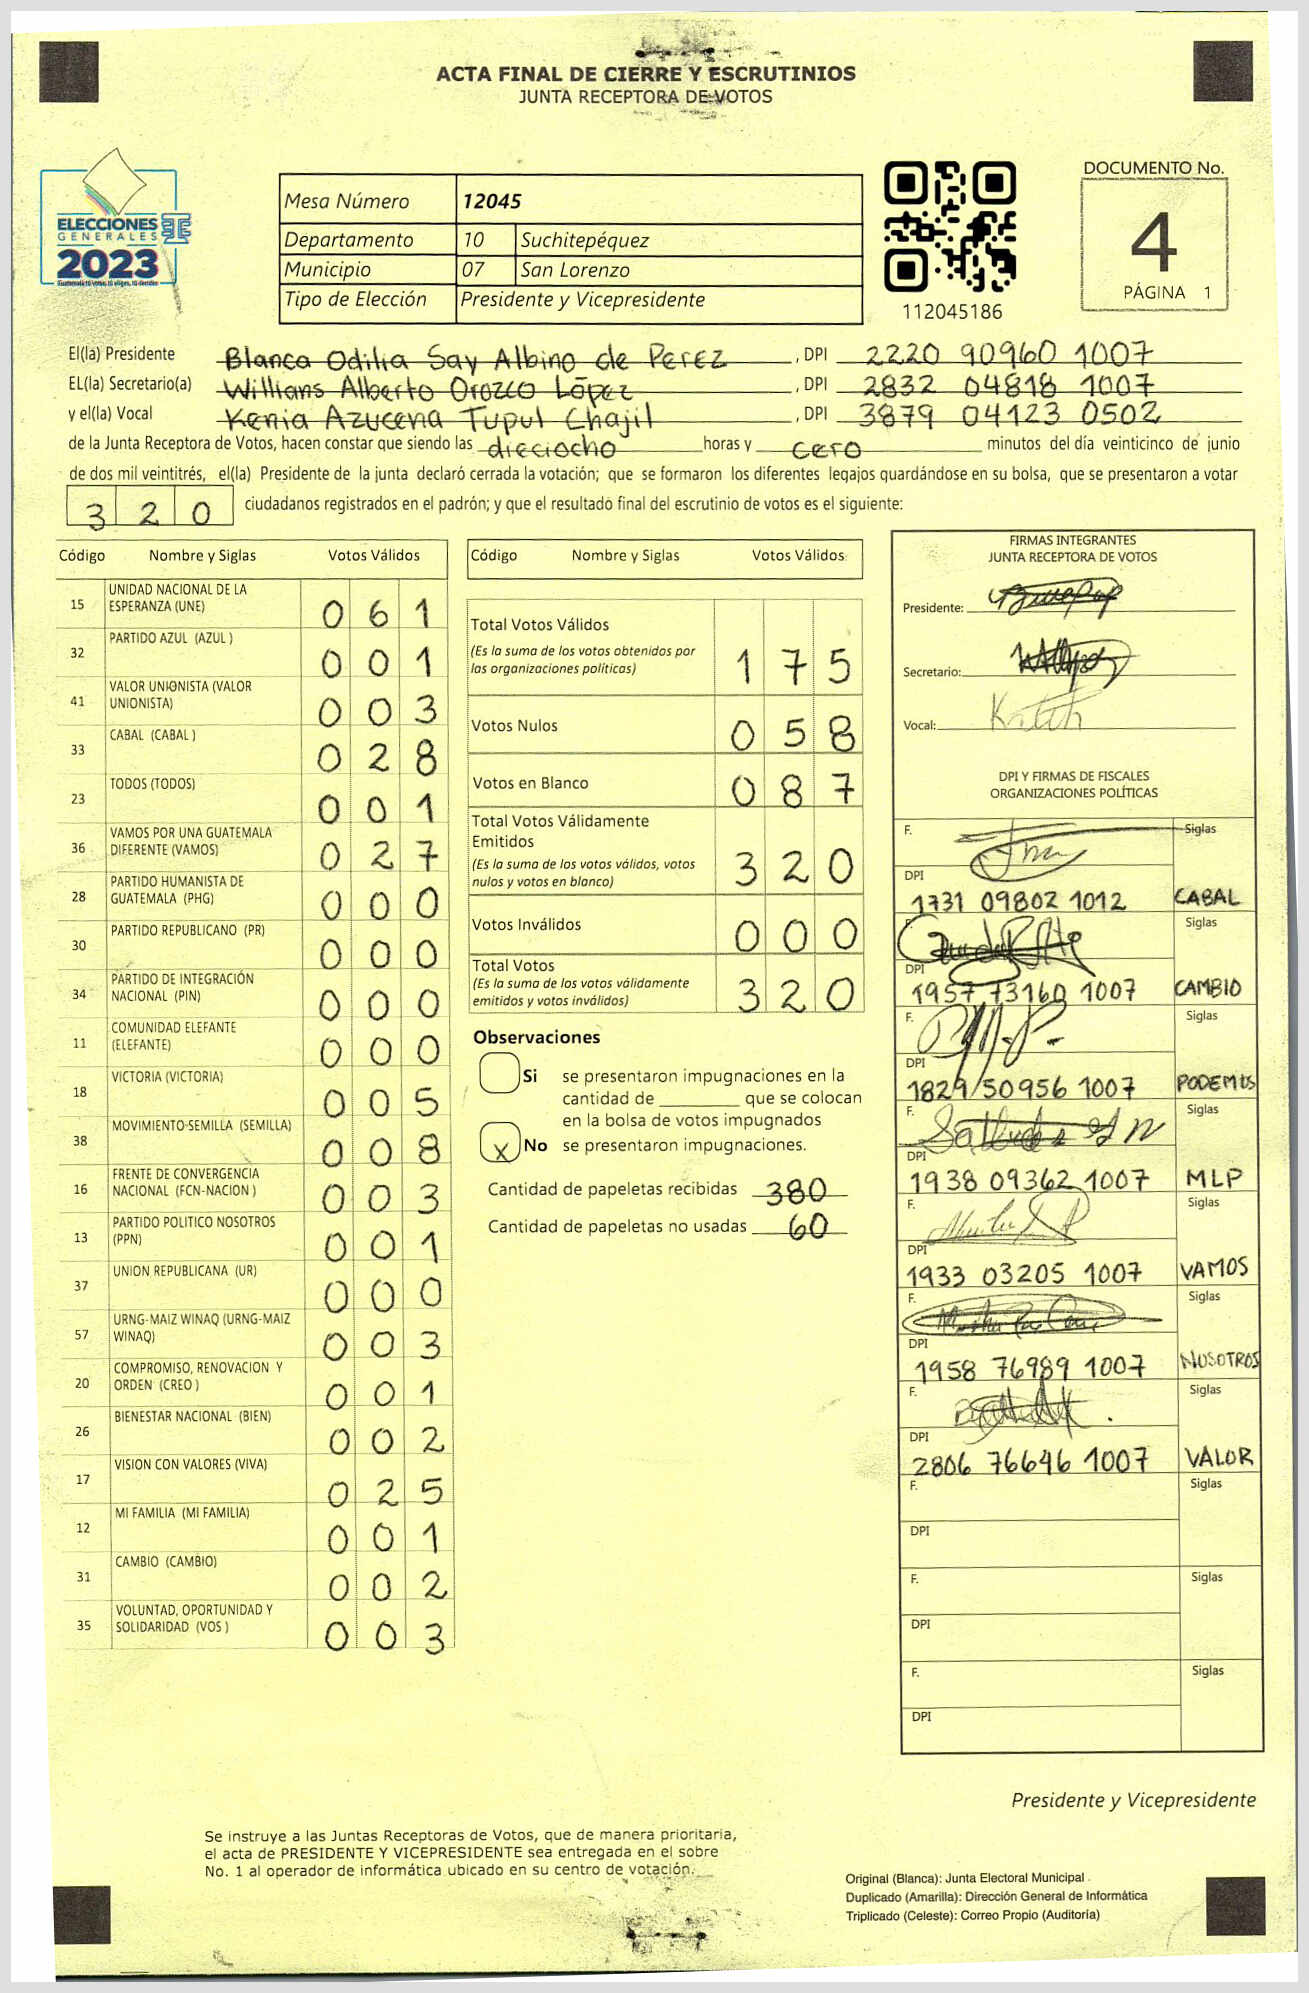 ACTA FINAL DE CIERRE Y ESCRUTINIOS
JUNTA RECEPTORA DE VOTOS
ELECCIONES
GENERALES
2023
Mesa Número 12045
Departamento 10 Suchitepéquez
Municipio 07 San Lorenzo
Tipo de Elección Presidente y Vicepresidente
112045186
DOCUMENTO No.
4
PÁGINA 1
El(la) Presidente Blanca Odilia Say Albino de Perez , DPI 2220 90960 1007
EL(la) Secretario(a) Willians Alberto Orozco López , DPI 2832 04818 1007
y el(la) Vocal Kenia Azucena Tupul Chajil , DPI 3879 04123 0502
de la Junta Receptora de Votos, hacen constar que siendo las dieciocho horas y cero minutos del día veinticinco de junio
de dos mil veintitrés, el(la) Presidente de la junta declaró cerrada la votación; que se formaron los diferentes legajos quardándose en su bolsa, que se presentaron a votar
3 2 0 ciudadanos registrados en el padrón; y que el resultado final del escrutinio de votos es el siguiente:
Código Nombre y Siglas Votos Válidos
15 UNIDAD NACIONAL DE LA
ESPERANZA (UNE) 0 6 1
32 PARTIDO AZUL (AZUL ) 0 0 1
41 VALOR UNIONISTA (VALOR
UNIONISTA) 0 0 3
33 CABAL (CABAL ) 0 2 8
23 TODOS (TODOS) 0 0 1
36 VAMOS POR UNA GUATEMALA
DIFERENTE (VAMOS) 0 2 7
28 PARTIDO HUMANISTA DE
GUATEMALA (PHG) 0 0 0
30 PARTIDO REPUBLICANO (PR) 0 0 0
34 PARTIDO DE INTEGRACIÓN
NACIONAL (PIN) 0 0 0
11 COMUNIDAD ELEFANTE
(ELEFANTE) 0 0 0
18 VICTORIA (VICTORIA) 0 0 5
38 MOVIMIENTO SEMILLA (SEMILLA) 0 0 8
16 FRENTE DE CONVERGENCIA
NACIONAL (FCN-NACION ) 0 0 3
13 PARTIDO POLITICO NOSOTROS
(PPN) 0 0 1
37 UNION REPUBLICANA (UR) 0 0 0
57 URNG-MAIZ WINAQ (URNG-MAIZ
WINAQ) 0 0 3
20 COMPROMISO, RENOVACION Y
ORDEN (CREO ) 0 0 1
26 BIENESTAR NACIONAL (BIEN) 0 0 2
17 VISION CON VALORES (VIVA) 0 2 5
12 MI FAMILIA (MI FAMILIA) 0 0 1
31 CAMBIO (CAMBIO) 0 0 2
35 VOLUNTAD, OPORTUNIDAD Y
SOLIDARIDAD (VOS ) 0 0 3
Código Nombre y Siglas Votos Válidos
Total Votos Válidos
(Es la suma de los votos obtenidos por
las organizaciones políticas) 1 7 5
Votos Nulos 0 5 8
Votos en Blanco 0 8 7
Total Votos Válidamente
Emitidos
(Es la suma de los votos válidos, votos
nulos y votos en blanco) 3 2 0
Votos Inválidos 0 0 0
Total Votos
(Es la suma de los votos válidamente
emitidos y votos inválidos) 3 2 0
Observaciones
Si se presentaron impugnaciones en la
cantidad de ________ que se colocan
en la bolsa de votos impugnados
X No se presentaron impugnaciones.
Cantidad de papeletas recibidas 380
Cantidad de papeletas no usadas 60
FIRMAS INTEGRANTES
JUNTA RECEPTORA DE VOTOS
Presidente:
Secretario:
Vocal:
DPI Y FIRMAS DE FISCALES
ORGANIZACIONES POLÍTICAS
F. Siglas
DPI
1731 09802 1012 CABAL
F. Siglas
DPI
1957 73160 1007 CAMBIO
F. Siglas
DPI
1829 50956 1007 PODEMOS
F. Siglas
DPI
1938 09362 1007 MLP
F. Siglas
DPI
1933 03205 1007 VAMOS
F. Siglas
DPI
1958 76989 1007 NOSOTROS
F. Siglas
DPI
2806 76646 1007 VALOR
F. Siglas
DPI
F. Siglas
DPI
F. Siglas
DPI
Presidente y Vicepresidente
Se instruye a las Juntas Receptoras de Votos, que de manera prioritaria,
el acta de PRESIDENTE Y VICEPRESIDENTE sea entregada en el sobre
No. 1 al operador de informática ubicado en su centro de votación.
Original (Blanca): Junta Electoral Municipal
Duplicado (Amarilla): Dirección General de Informática
Triplicado (Celeste): Correo Propio (Auditoría)